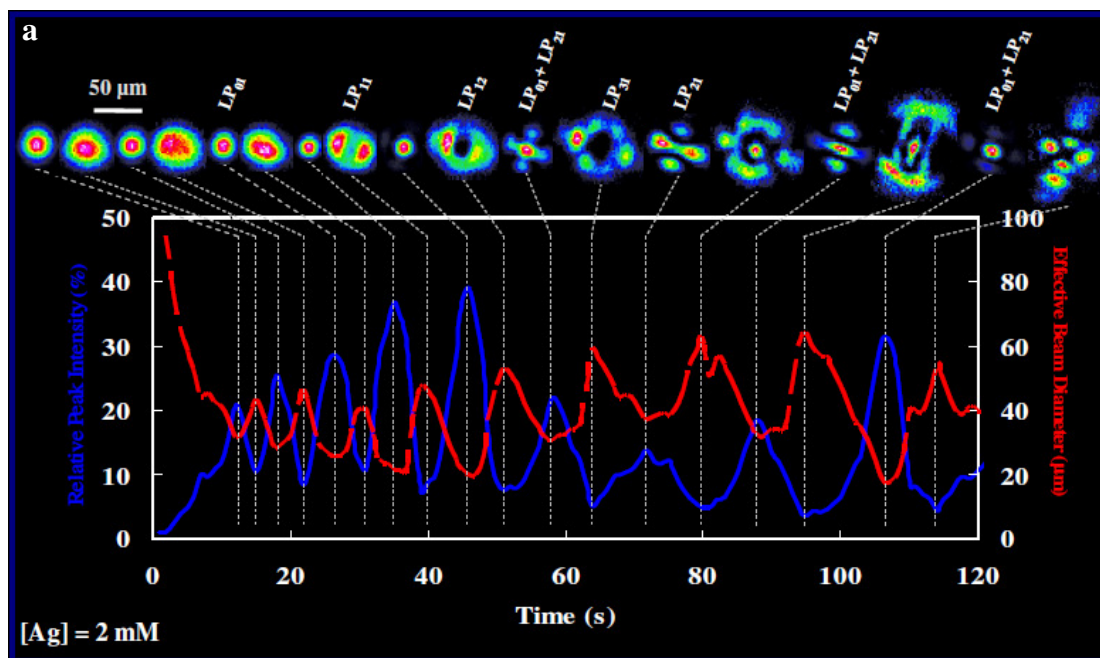 a
50 μm
LP01
LP11
LP12
LP01 + LP21
LP31
LP21
LP01 + LP21
LP01 + LP21
50
40
30
20
10
0
Relative Peak Intensity (%)
100
80
60
40
20
0
Effective Beam Diameter (μm)
0 20 40 60 80 100 120
Time (s)
[Ag] = 2 mM